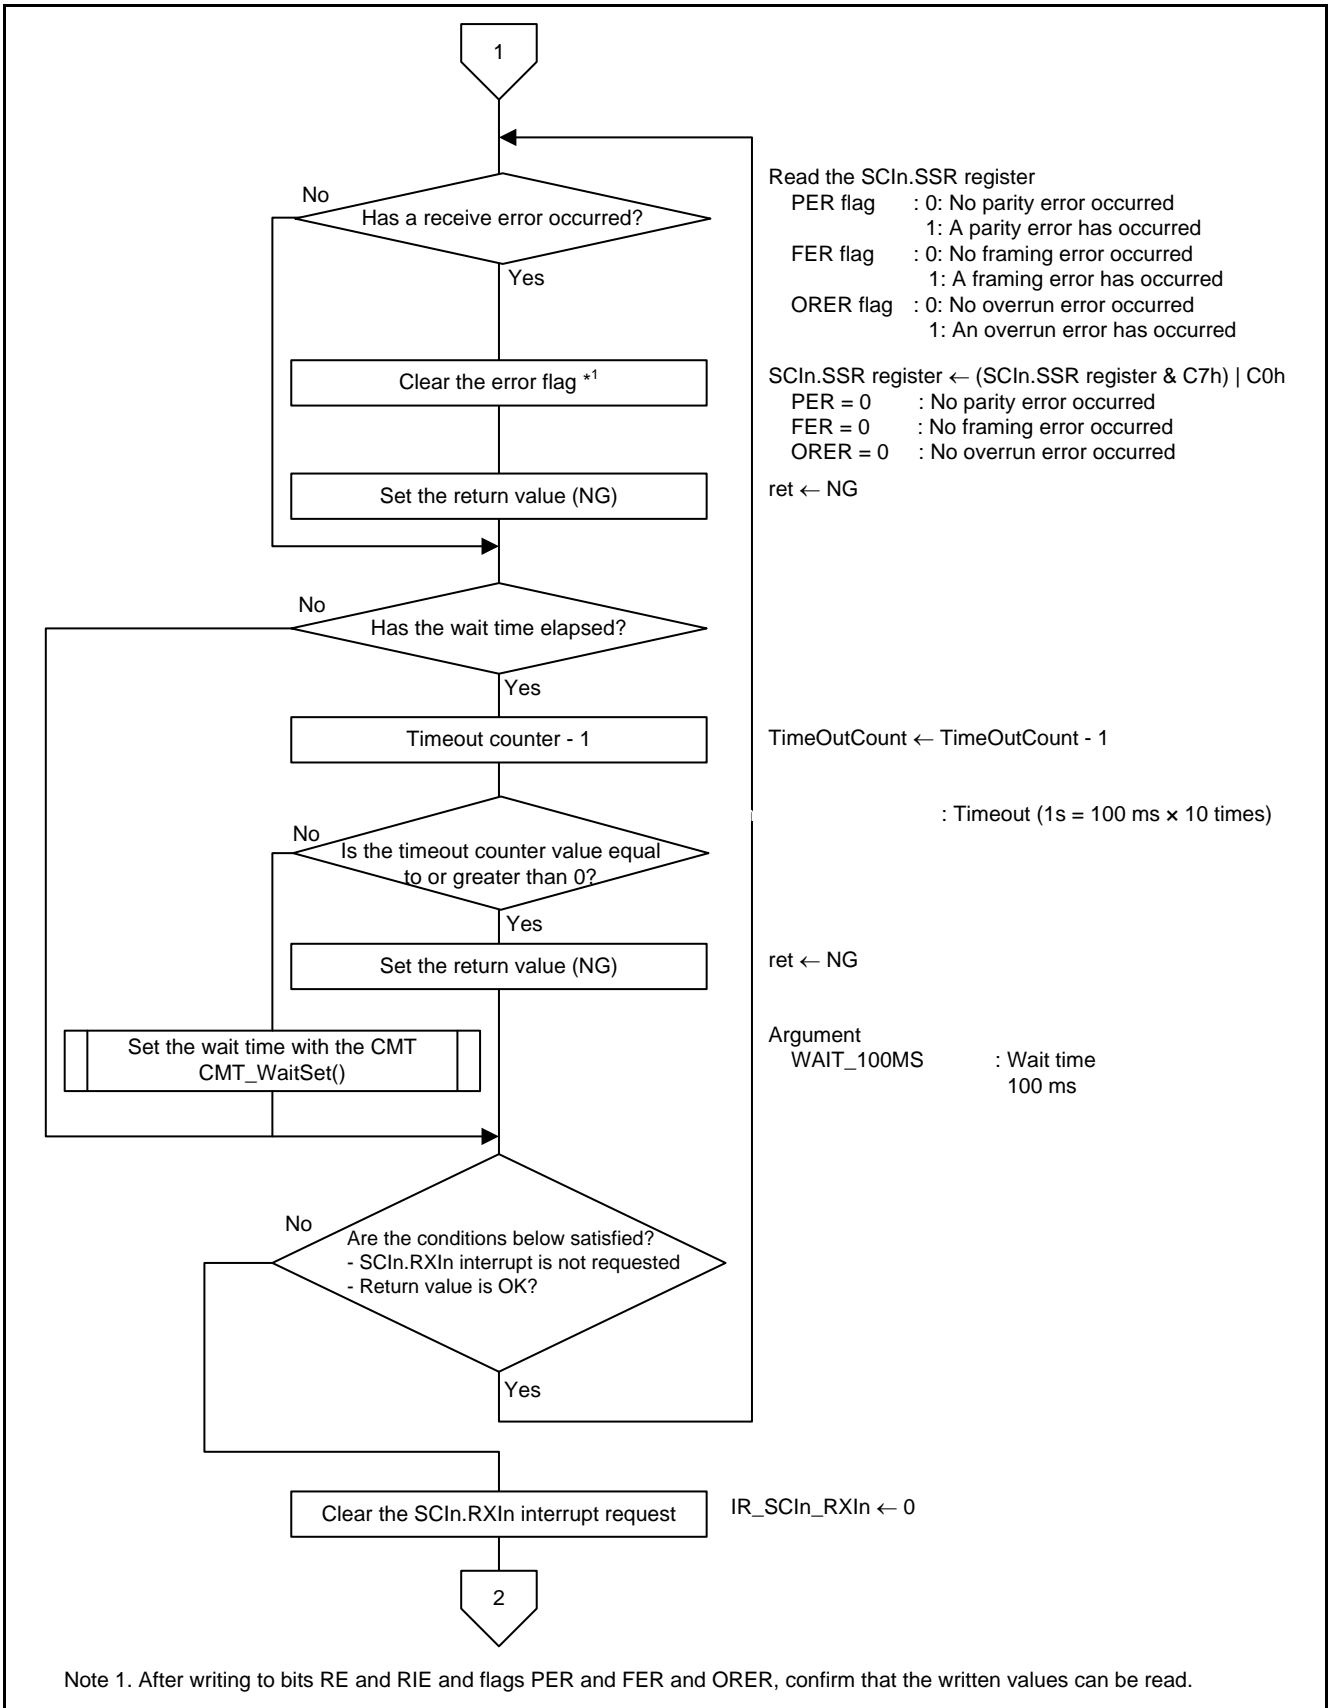 1
No
Has a receive error occurred?
Yes
Read the SCIn.SSR register
PER flag : 0: No parity error occurred
1: A parity error has occurred
FER flag : 0: No framing error occurred
1: A framing error has occurred
ORER flag : 0: No overrun error occurred
1: An overrun error has occurred
Clear the error flag *1
SCIn.SSR register ← (SCIn.SSR register & C7h) | C0h
PER = 0 : No parity error occurred
FER = 0 : No framing error occurred
ORER = 0 : No overrun error occurred
Set the return value (NG)
ret ← NG
No
Has the wait time elapsed?
Yes
Timeout counter - 1
TimeOutCount ← TimeOutCount - 1
: Timeout (1s = 100 ms × 10 times)
No
Is the timeout counter value equal
to or greater than 0?
Yes
Set the return value (NG)
ret ← NG
Set the wait time with the CMT
CMT_WaitSet()
Argument
WAIT_100MS : Wait time
100 ms
No
Are the conditions below satisfied?
- SCIn.RXIn interrupt is not requested
- Return value is OK?
Yes
Clear the SCIn.RXIn interrupt request
IR_SCIn_RXIn ← 0
2
Note 1. After writing to bits RE and RIE and flags PER and FER and ORER, confirm that the written values can be read.